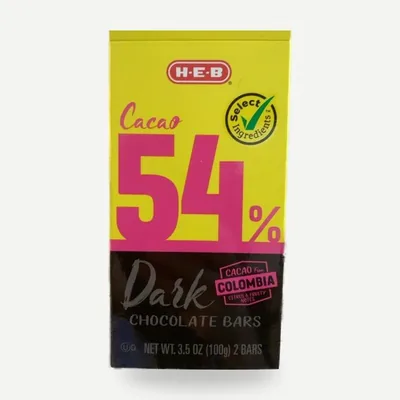 H-E-B
Select
Ingredients
Cacao
54%
Dark
CACAO From
COLOMBIA
CHOCOLATE BARS
NET WT. 3.5 OZ (100g) 2 BARS